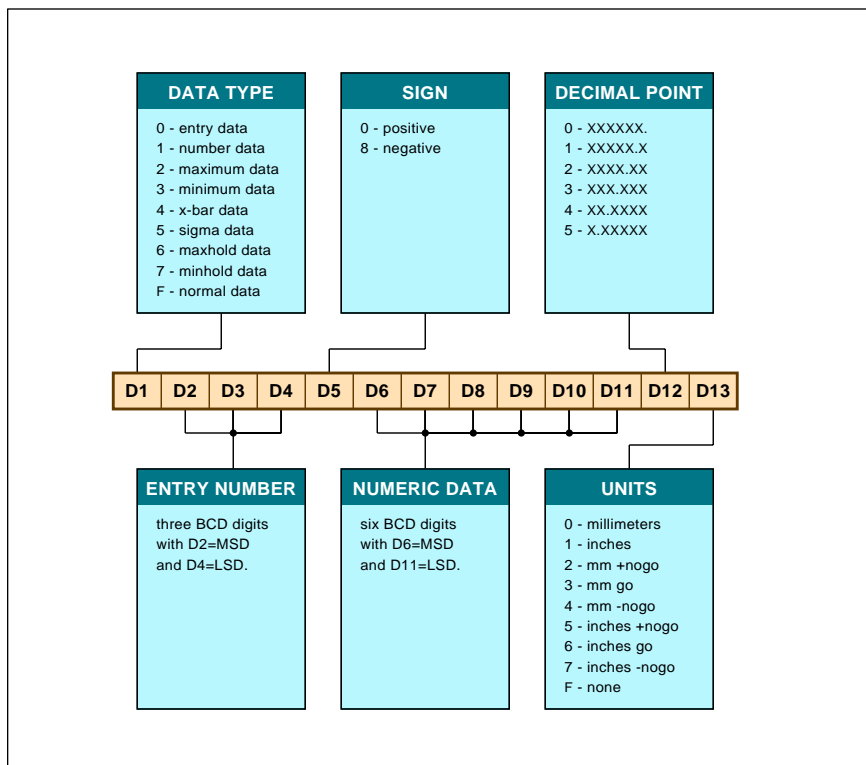 DATA TYPE
0 - entry data
1 - number data
2 - maximum data
3 - minimum data
4 - x-bar data
5 - sigma data
6 - maxhold data
7 - minhold data
F - normal data
SIGN
0 - positive
8 - negative
DECIMAL POINT
0 - XXXXXX.
1 - XXXXX.X
2 - XXXX.XX
3 - XXX.XXX
4 - XX.XXXX
5 - X.XXXXX
D1 D2 D3 D4 D5 D6 D7 D8 D9 D10 D11 D12 D13
ENTRY NUMBER
three BCD digits
with D2=MSD
and D4=LSD.
NUMERIC DATA
six BCD digits
with D6=MSD
and D11=LSD.
UNITS
0 - millimeters
1 - inches
2 - mm +nogo
3 - mm go
4 - mm -nogo
5 - inches +nogo
6 - inches go
7 - inches -nogo
F - none